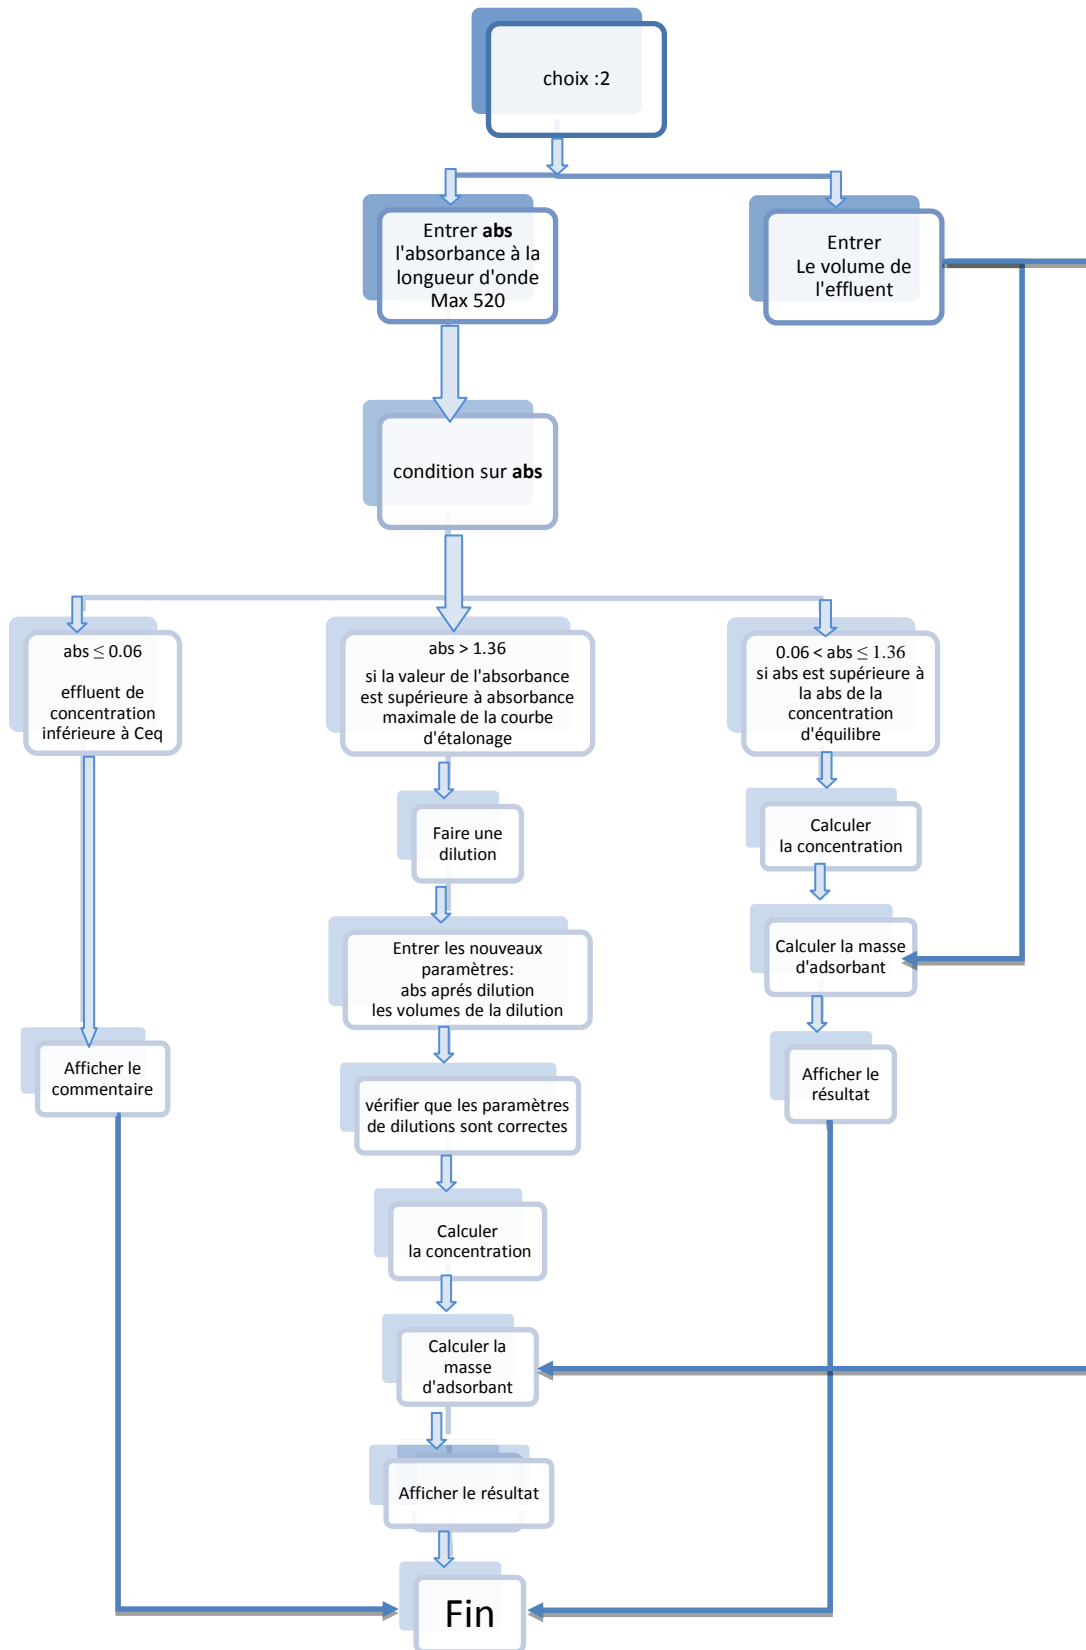 choix :2
Entrer abs
l'absorbance à la
longueur d'onde
Max 520
Entrer
Le volume de
l'effluent
condition sur abs
abs ≤ 0.06
effluent de
concentration
inférieure à Ceq
abs > 1.36
si la valeur de l'absorbance
est supérieure à absorbance
maximale de la courbe
d'étalonage
0.06 < abs ≤ 1.36
si abs est supérieure à
la abs de la
concentration
d'équilibre
Faire une
dilution
Calculer
la concentration
Entrer les nouveaux
paramètres:
abs aprés dilution
les volumes de la dilution
Calculer la masse
d'adsorbant
Afficher le
commentaire
vérifier que les paramètres
de dilutions sont correctes
Afficher le
résultat
Calculer
la concentration
Calculer la
masse
d'adsorbant
Afficher le résultat
Fin